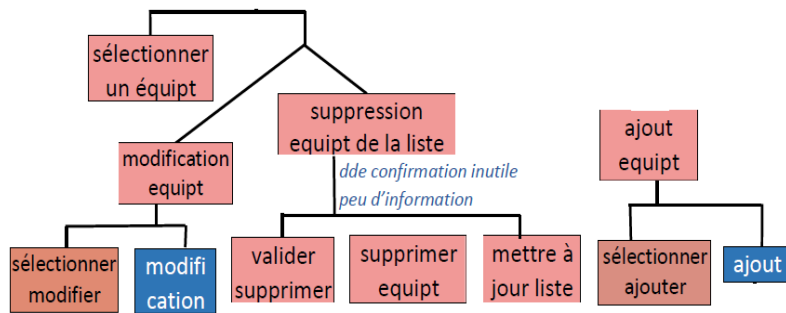 sélectionner
un équipt
suppression
equipt de la liste
ajout
equipt
modification
equipt
dde confirmation inutile
peu d'information
sélectionner
modifier
modifi
cation
valider
supprimer
supprimer
equipt
mettre à
jour liste
sélectionner
ajouter
ajout